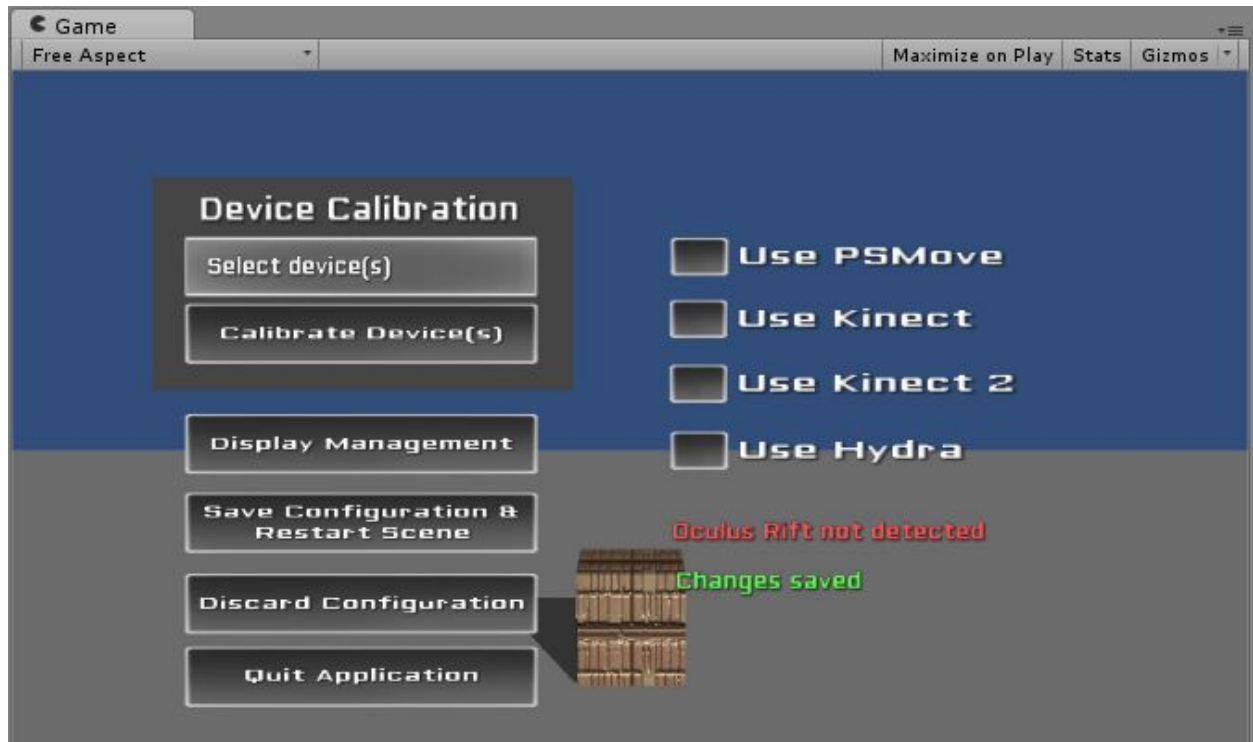 Game
Free Aspect
Maximize on Play
Stats
Gizmos
Device Calibration
Select device(s)
Calibrate Device(s)
Display Management
Save Configuration &
Restart Scene
Discard Configuration
Quit Application
Use PSMove
Use Kinect
Use Kinect 2
Use Hydra
Oculus Rift not detected
Changes saved